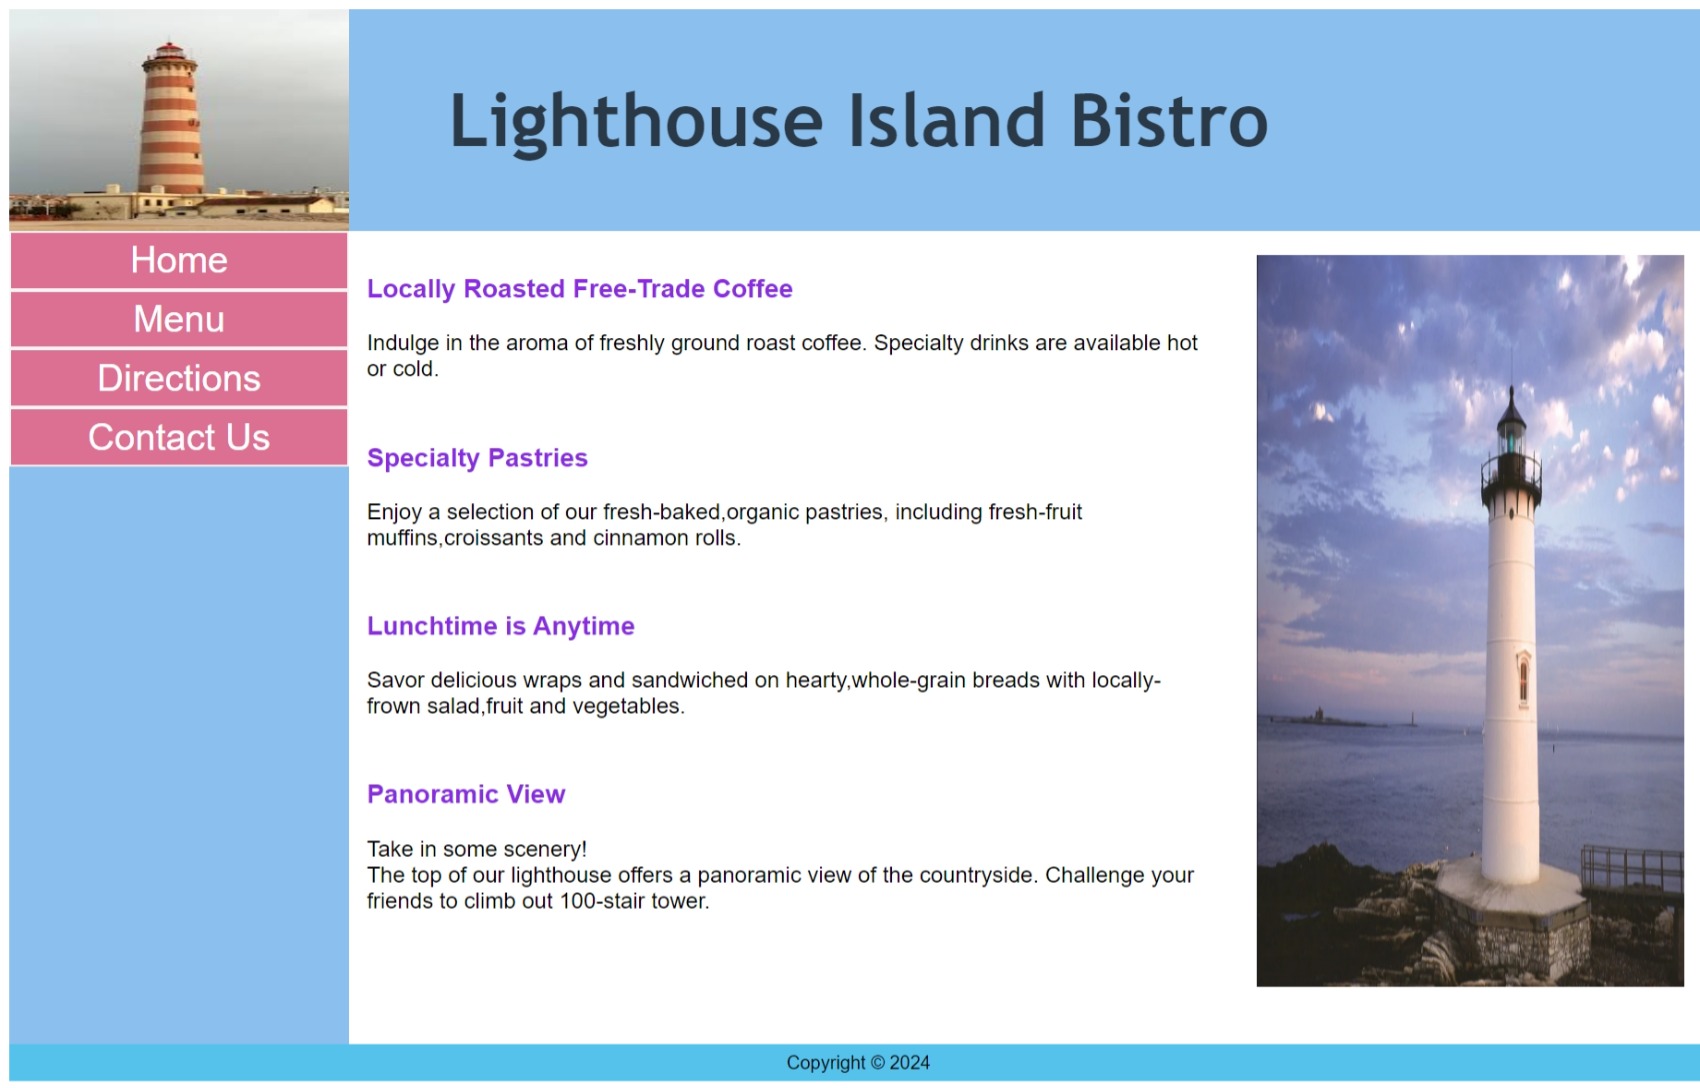 Lighthouse Island Bistro
Home
Menu
Directions
Contact Us
Locally Roasted Free-Trade Coffee
Indulge in the aroma of freshly ground roast coffee. Specialty drinks are available hot
or cold.
Specialty Pastries
Enjoy a selection of our fresh-baked,organic pastries, including fresh-fruit
muffins,croissants and cinnamon rolls.
Lunchtime is Anytime
Savor delicious wraps and sandwiched on hearty,whole-grain breads with locally-
frown salad,fruit and vegetables.
Panoramic View
Take in some scenery!
The top of our lighthouse offers a panoramic view of the countryside. Challenge your
friends to climb out 100-stair tower.
Copyright © 2024